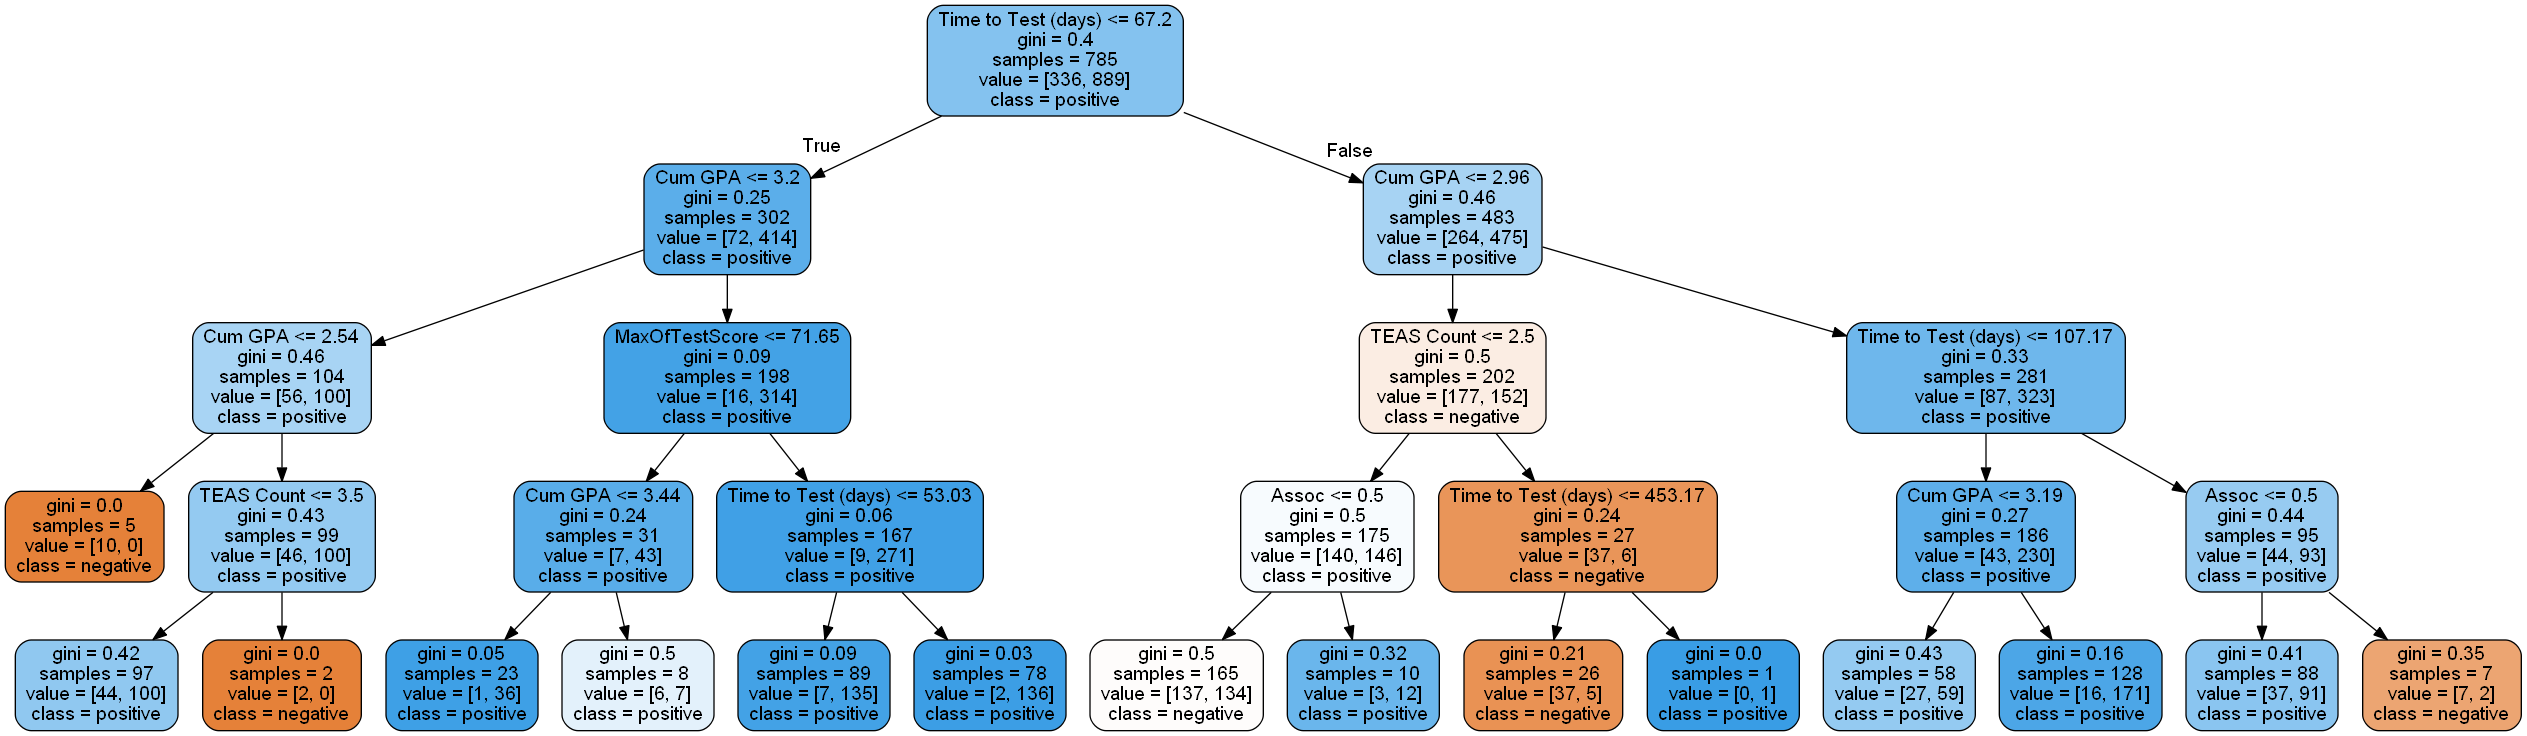 Time to Test (days) <= 67.2
gini = 0.4
samples = 785
value = [336, 889]
class = positive
True
False
Cum GPA <= 3.2
gini = 0.25
samples = 302
value = [72, 414]
class = positive
Cum GPA <= 2.96
gini = 0.46
samples = 483
value = [264, 475]
class = positive
Cum GPA <= 2.54
gini = 0.46
samples = 104
value = [56, 100]
class = positive
MaxOfTestScore <= 71.65
gini = 0.09
samples = 198
value = [16, 314]
class = positive
TEAS Count <= 2.5
gini = 0.5
samples = 202
value = [177, 152]
class = negative
Time to Test (days) <= 107.17
gini = 0.33
samples = 281
value = [87, 323]
class = positive
gini = 0.0
samples = 5
value = [10, 0]
class = negative
TEAS Count <= 3.5
gini = 0.43
samples = 99
value = [46, 100]
class = positive
Cum GPA <= 3.44
gini = 0.24
samples = 31
value = [7, 43]
class = positive
Time to Test (days) <= 53.03
gini = 0.06
samples = 167
value = [9, 271]
class = positive
Assoc <= 0.5
gini = 0.5
samples = 175
value = [140, 146]
class = positive
Time to Test (days) <= 453.17
gini = 0.24
samples = 27
value = [37, 6]
class = negative
Cum GPA <= 3.19
gini = 0.27
samples = 186
value = [43, 230]
class = positive
Assoc <= 0.5
gini = 0.44
samples = 95
value = [44, 93]
class = positive
gini = 0.42
samples = 97
value = [44, 100]
class = positive
gini = 0.0
samples = 2
value = [2, 0]
class = negative
gini = 0.05
samples = 23
value = [1, 36]
class = positive
gini = 0.5
samples = 8
value = [6, 7]
class = positive
gini = 0.09
samples = 89
value = [7, 135]
class = positive
gini = 0.03
samples = 78
value = [2, 136]
class = positive
gini = 0.5
samples = 165
value = [137, 134]
class = negative
gini = 0.32
samples = 10
value = [3, 12]
class = positive
gini = 0.21
samples = 26
value = [37, 5]
class = negative
gini = 0.0
samples = 1
value = [0, 1]
class = positive
gini = 0.43
samples = 58
value = [27, 59]
class = positive
gini = 0.16
samples = 128
value = [16, 171]
class = positive
gini = 0.41
samples = 88
value = [37, 91]
class = positive
gini = 0.35
samples = 7
value = [7, 2]
class = negative